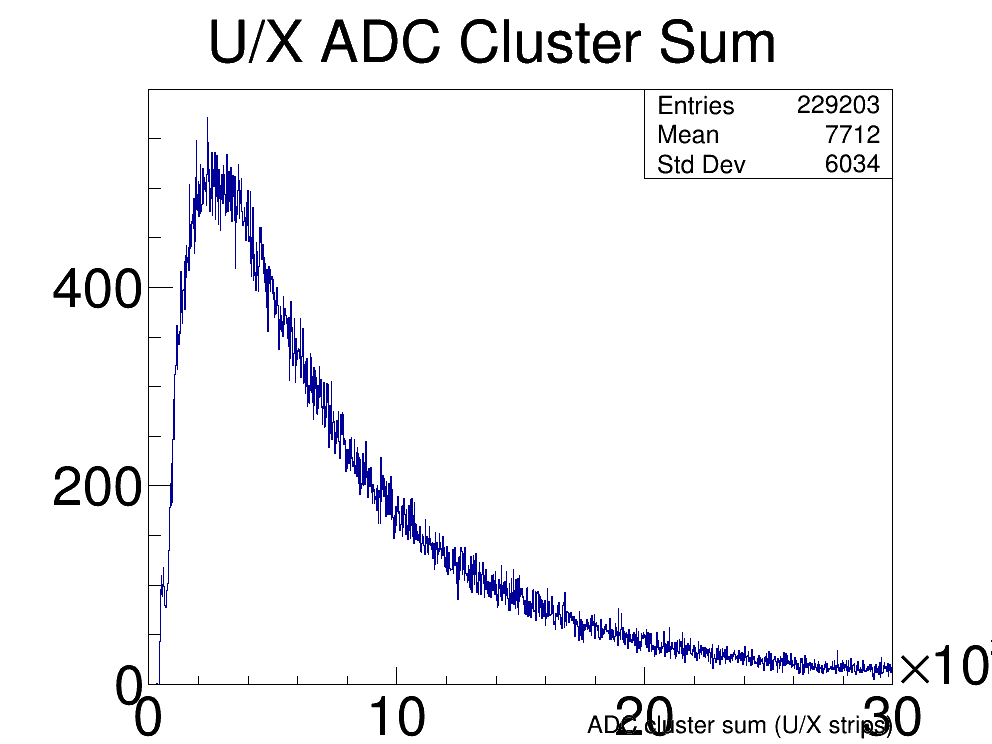 U/X ADC Cluster Sum
Entries 229203
Mean 7712
Std Dev 6034
400
200
0
0 10 20 30
×10
ADC cluster sum (U/X strips)